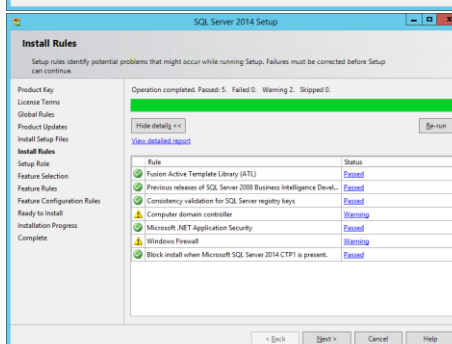 SQL Server 2014 Setup
Install Rules
Setup rules identify potential problems that might occur while running Setup. Failures must be corrected before Setup
can continue.
Product Key
License Terms
Global Rules
Product Updates
Install Setup Files
Install Rules
Setup Role
Feature Selection
Feature Rules
Feature Configuration Rules
Ready to Install
Installation Progress
Complete
Operation completed. Passed: 5. Failed 0. Warning 2. Skipped 0.
Hide details << Re-run
View detailed report
Rule Status
Fusion Active Template Library (ATL) Passed
Previous releases of SQL Server 2008 Business Intelligence Devel... Passed
Consistency validation for SQL Server registry keys Passed
Computer domain controller Warning
Microsoft .NET Application Security Passed
Windows Firewall Warning
Block install when Microsoft SQL Server 2014 CTP1 is present. Passed
< Back Next > Cancel Help